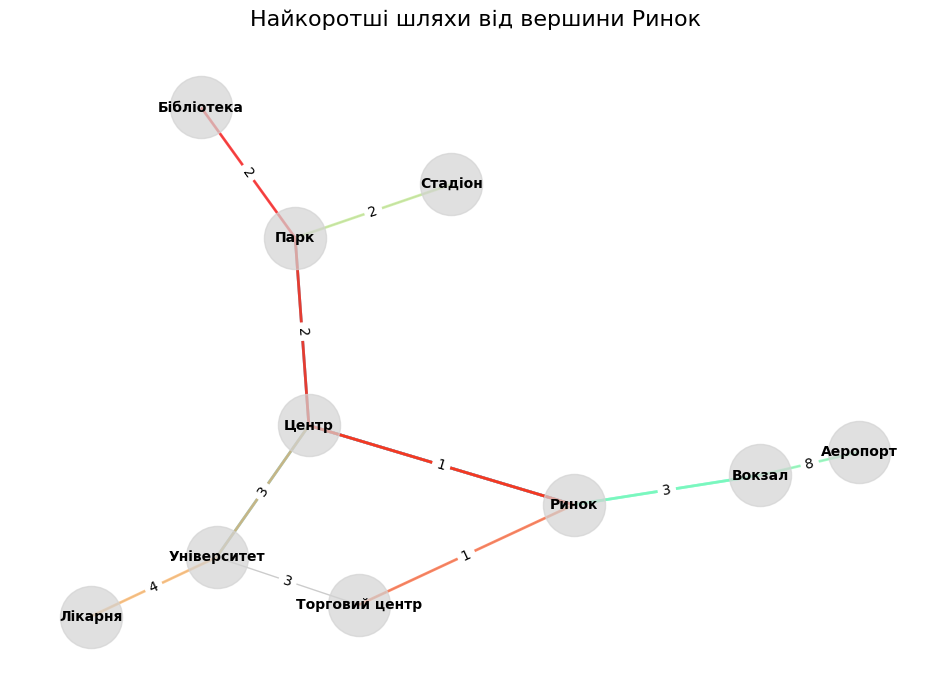 Найкоротші шляхи від вершини Ринок
Бібліотека
2
Стадіон
2
Парк
2
Центр
1
Аеропорт
8
Вокзал
3
3
Ринок
Університет
1
3
4
Торговий центр
Лікарня